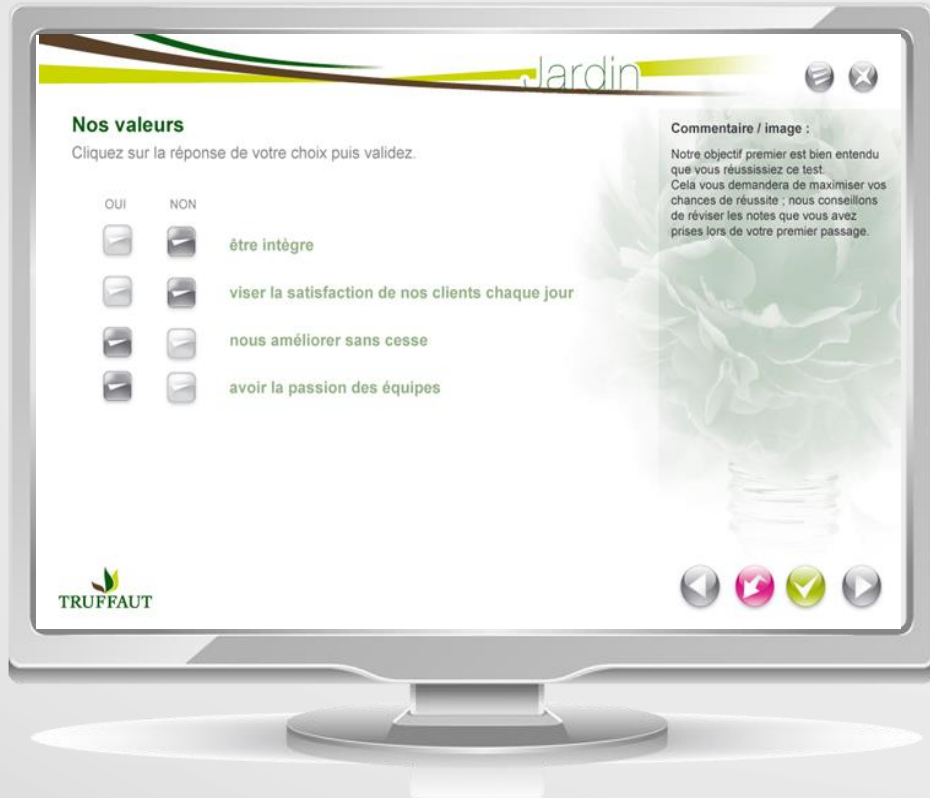 Jardin
Nos valeurs
Cliquez sur la réponse de votre choix puis validez.
OUI NON
être intègre
viser la satisfaction de nos clients chaque jour
nous améliorer sans cesse
avoir la passion des équipes
Commentaire / image :
Notre objectif premier est bien entendu
que vous réussissiez ce test.
Cela vous demandera de maximiser vos
chances de réussite ; nous conseillons
de réviser les notes que vous avez
prises lors de votre premier passage.
TRUFFAUT